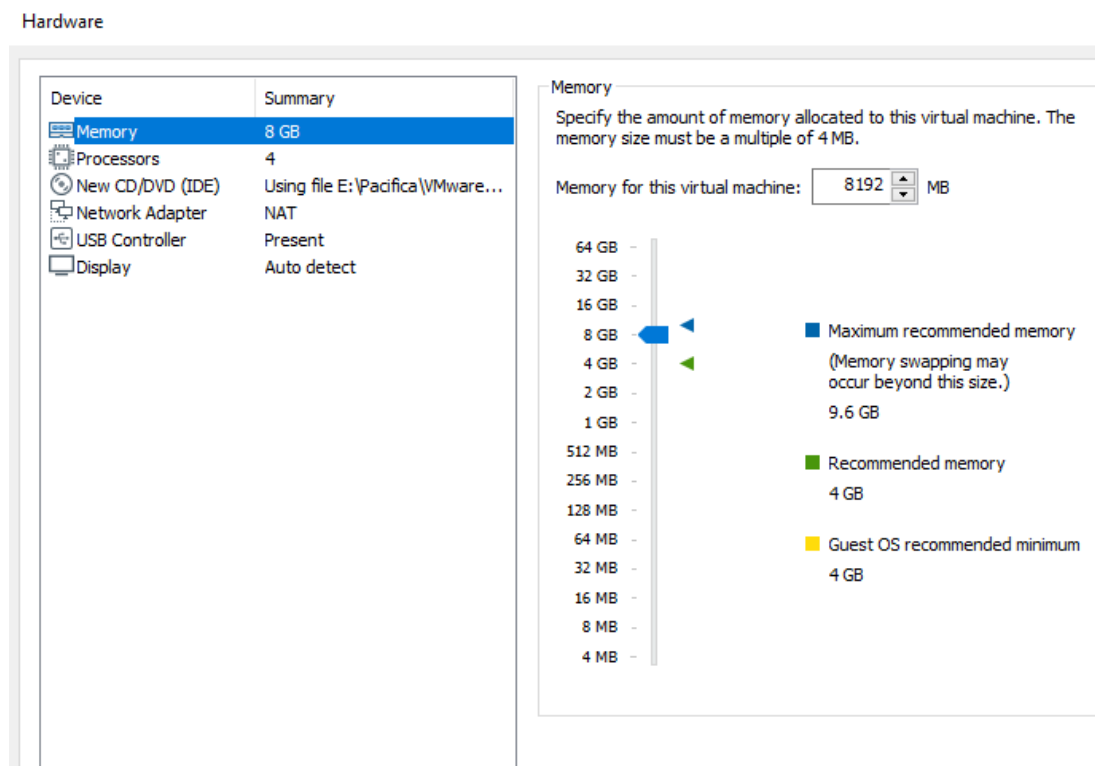 Hardware
Device Summary
Memory 8 GB
Processors 4
New CD/DVD (IDE) Using file E:\Pacifica\VMware...
Network Adapter NAT
USB Controller Present
Display Auto detect
Memory
Specify the amount of memory allocated to this virtual machine. The
memory size must be a multiple of 4 MB.
Memory for this virtual machine: 8192 MB
64 GB
32 GB
16 GB
8 GB
4 GB
2 GB
1 GB
512 MB
256 MB
128 MB
64 MB
32 MB
16 MB
8 MB
4 MB
Maximum recommended memory
(Memory swapping may
occur beyond this size.)
9.6 GB
Recommended memory
4 GB
Guest OS recommended minimum
4 GB